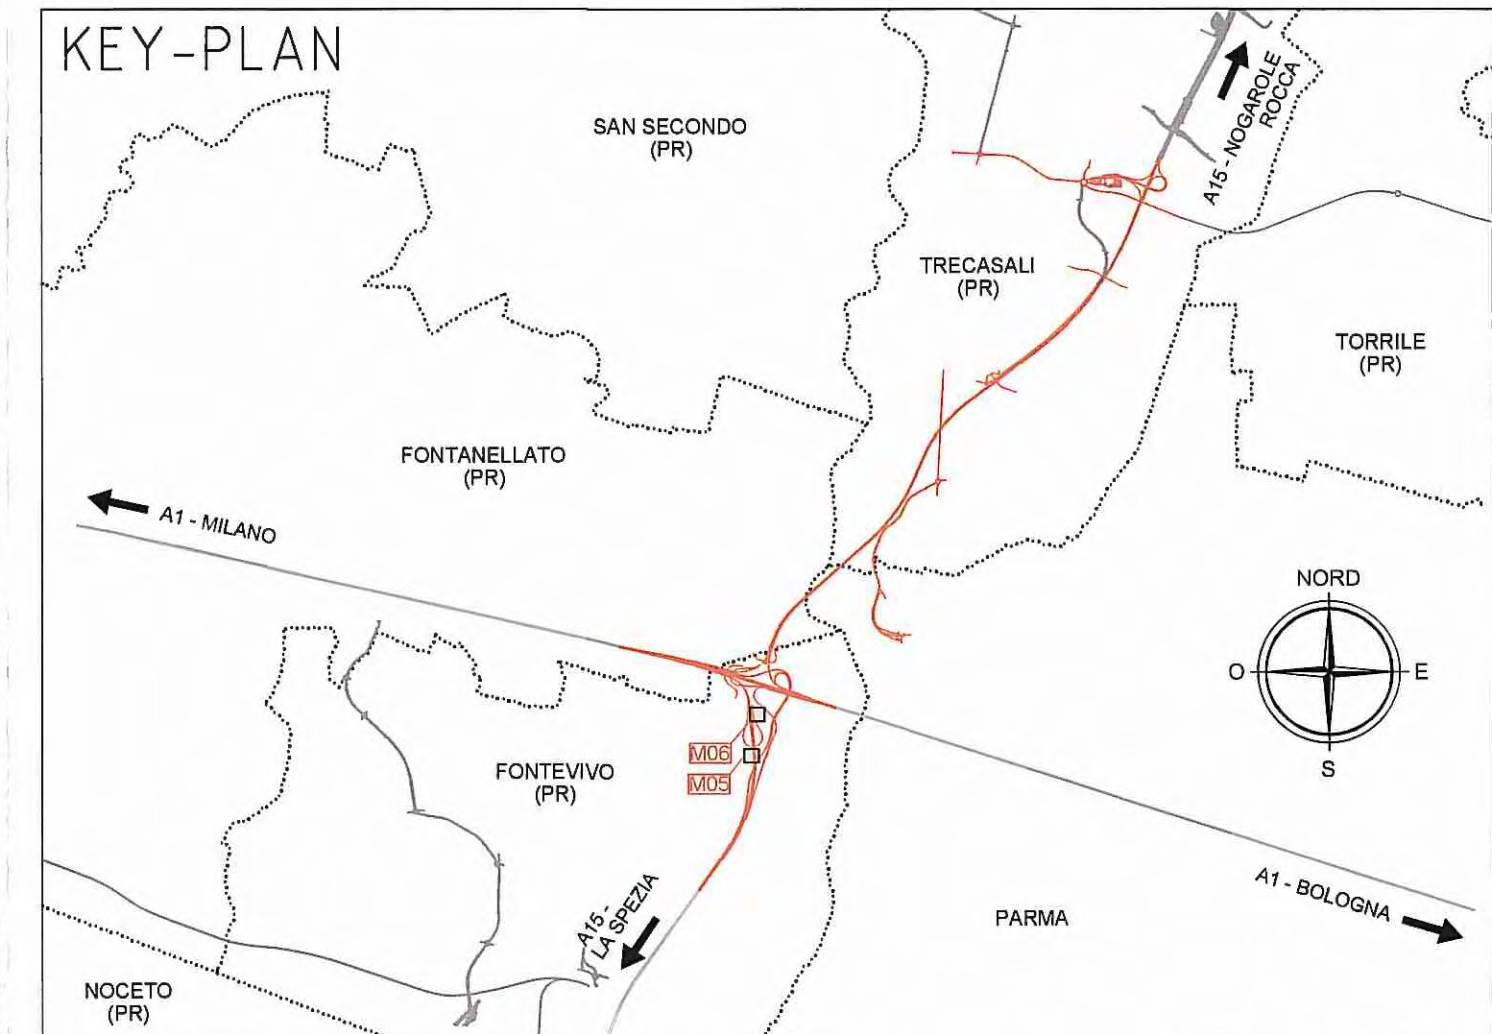 KEY-PLAN
SAN SECONDO
(PR)
A15 - NOGAROLE
ROCCA
TRECASALI
(PR)
TORRILE
(PR)
FONTANELLATO
(PR)
A1 - MILANO
NORD
O
E
S
M06
M05
FONTEVIVO
(PR)
A15 -
LA SPEZIA
PARMA
A1 - BOLOGNA
NOCETO
(PR)